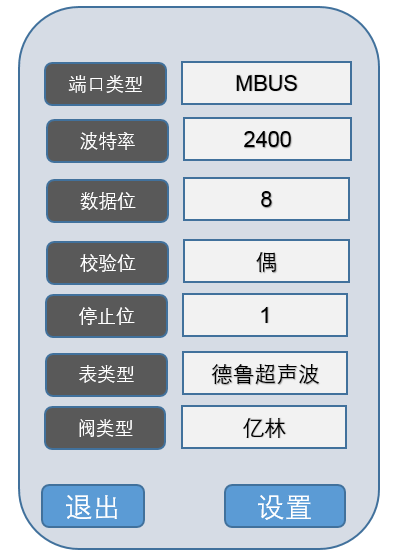 端口类型 MBUS
波特率 2400
数据位 8
校验位 偶
停止位 1
表类型 德鲁超声波
阀类型 亿林
退出 设置